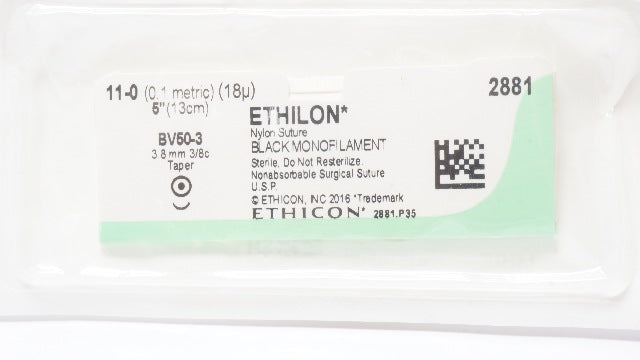 11-0 (0.1 metric) (18µ)
5" (13cm)
BV50-3
3.8 mm 3/8c
Taper
ETHILON*
Nylon Suture
BLACK MONOFILAMENT
Sterile. Do Not Resterilize.
Nonabsorbable Surgical Suture
U.S.P.
© ETHICON, INC 2016 *Trademark
ETHICON* 2881.P35
2881